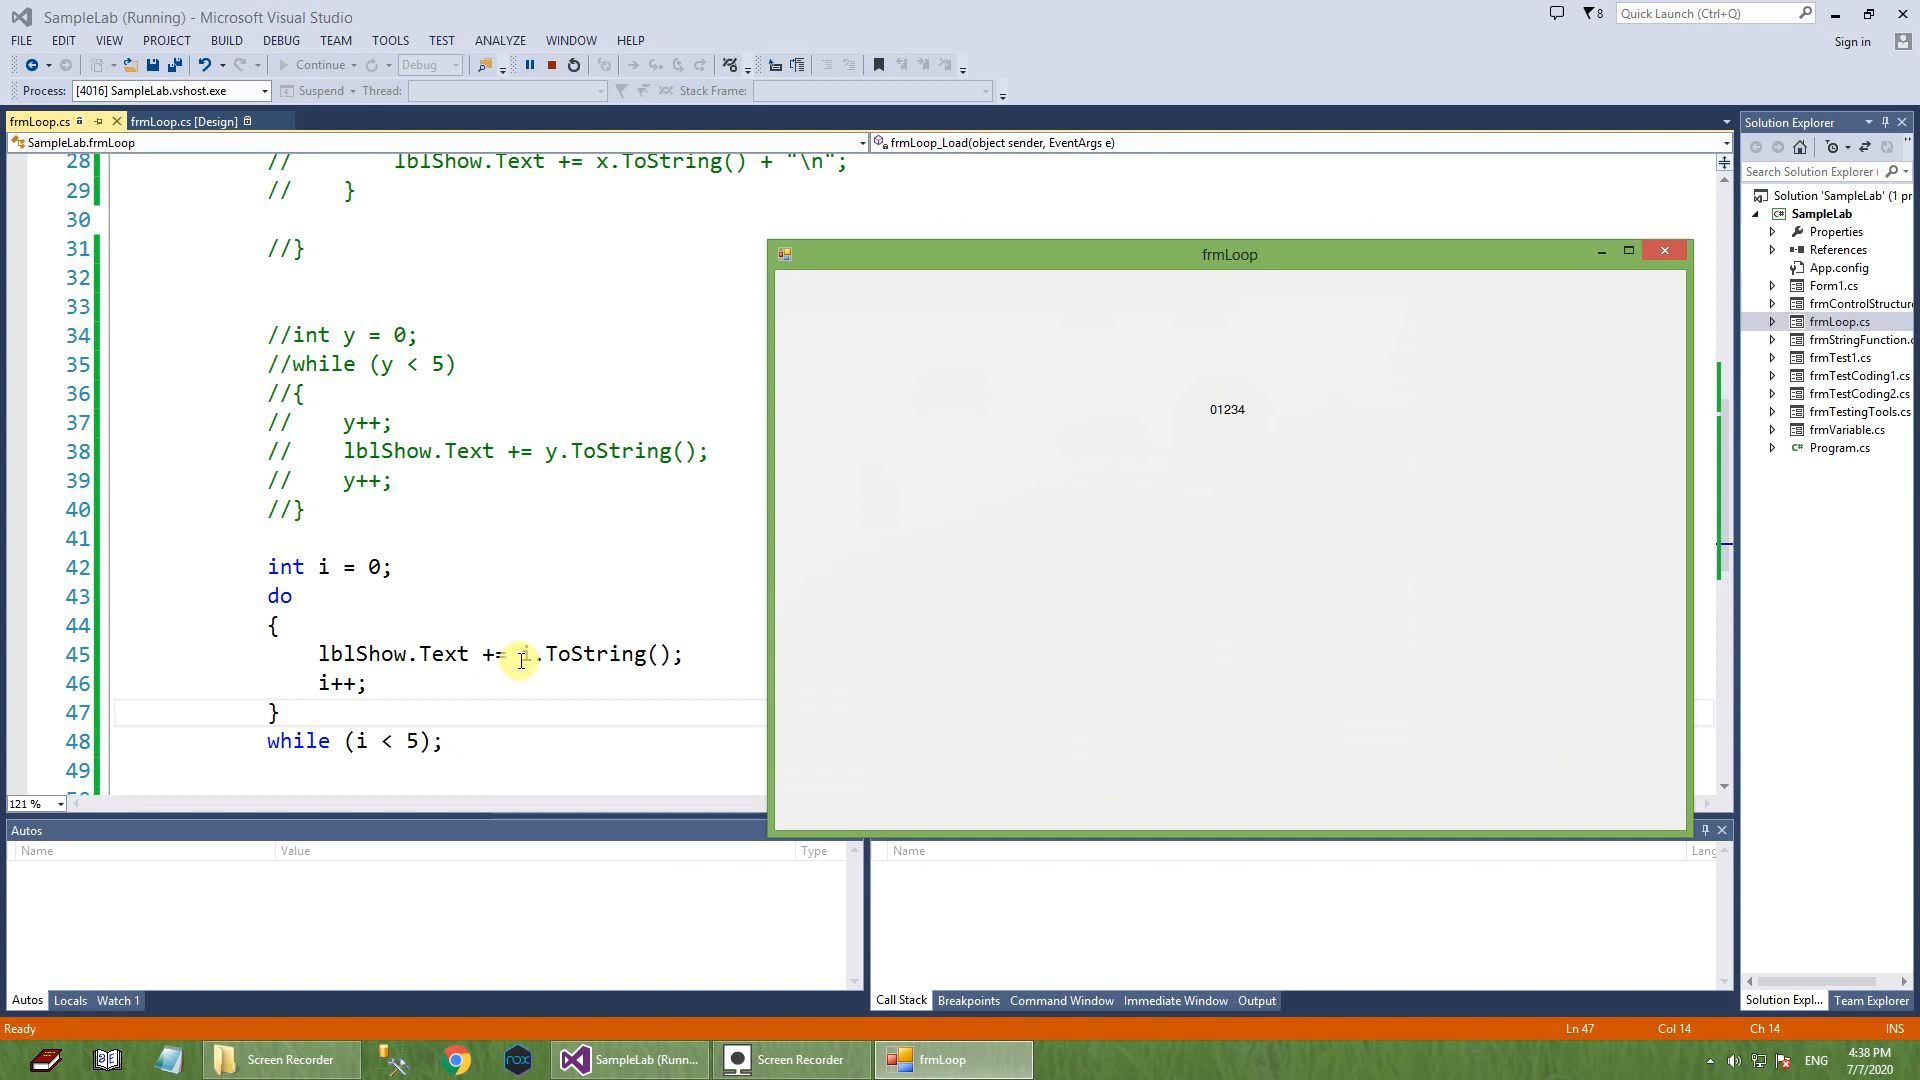 SampleLab (Running) - Microsoft Visual Studio
8
Quick Launch (Ctrl+Q)
FILE EDIT VIEW PROJECT BUILD DEBUG TEAM TOOLS TEST ANALYZE WINDOW HELP
Sign in
Continue Debug
Process: [4016] SampleLab.vshost.exe Suspend Thread: Stack Frame:
frmLoop.cs frmLoop.cs [Design]
SampleLab.frmLoop frmLoop_Load(object sender, EventArgs e)
28 // lblShow.Text += x.ToString() + "\n";
29 // }
30
31 //}
32
33
34 //int y = 0;
35 //while (y < 5)
36 //{
37 // y++;
38 // lblShow.Text += y.ToString();
39 // y++;
40 //}
41
42 int i = 0;
43 do
44 {
45 lblShow.Text += i.ToString();
46 i++;
47 }
48 while (i < 5);
49
121 %
frmLoop
01234
Solution Explorer
Search Solution Explorer
Solution 'SampleLab' (1 pr
SampleLab
Properties
References
App.config
Form1.cs
frmControlStructur
frmLoop.cs
frmStringFunction.c
frmTest1.cs
frmTestCoding1.cs
frmTestCoding2.cs
frmTestingTools.cs
frmVariable.cs
Program.cs
Solution Expl... Team Explorer
Autos
Name Value Type
Name Lang
Autos Locals Watch 1
Call Stack Breakpoints Command Window Immediate Window Output
Ready Ln 47 Col 14 Ch 14 INS
Screen Recorder nox SampleLab (Runn... Screen Recorder frmLoop
ENG
4:38 PM
7/7/2020